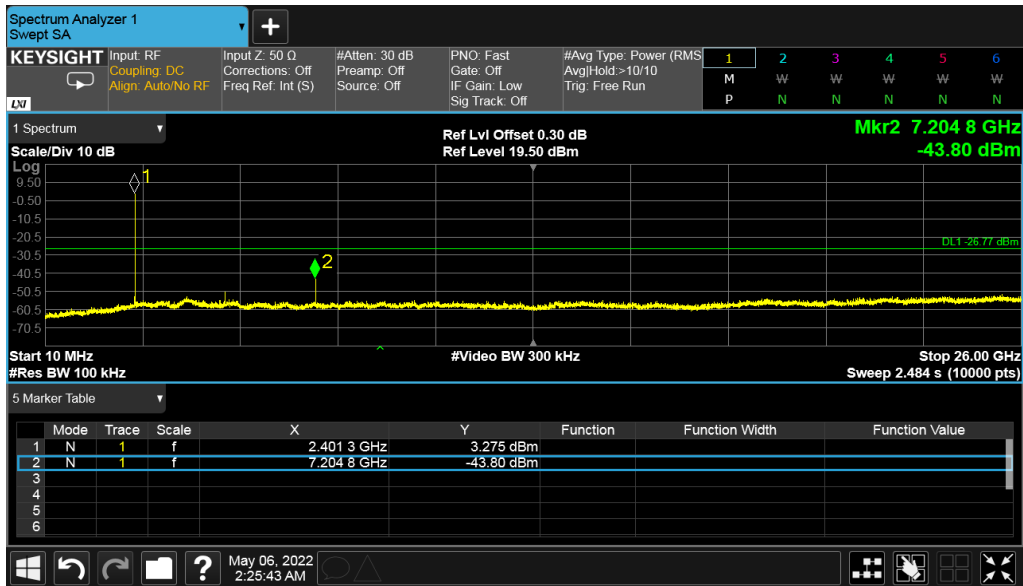 Spectrum Analyzer 1
Swept SA
+
KEYSIGHT
LXI
Input: RF
Coupling: DC
Align: Auto/No RF
Input Z: 50 Ω
Corrections: Off
Freq Ref: Int (S)
#Atten: 30 dB
Preamp: Off
Source: Off
PNO: Fast
Gate: Off
IF Gain: Low
Sig Track: Off
#Avg Type: Power (RMS
Avg|Hold:>10/10
Trig: Free Run
1 2 3 4 5 6
M W W W W W
P N N N N N
1 Spectrum
Scale/Div 10 dB
Ref Lvl Offset 0.30 dB
Ref Level 19.50 dBm
Mkr2 7.204 8 GHz
-43.80 dBm
Log
9.50
-0.50
-10.5
-20.5
-30.5
-40.5
-50.5
-60.5
-70.5
1
2
DL1 -26.77 dBm
Start 10 MHz
#Res BW 100 kHz
#Video BW 300 kHz
Stop 26.00 GHz
Sweep 2.484 s (10000 pts)
5 Marker Table
Mode Trace Scale X Y Function Function Width Function Value
1 N 1 f 2.401 3 GHz 3.275 dBm
2 N 1 f 7.204 8 GHz -43.80 dBm
3
4
5
6
?
May 06, 2022
2:25:43 AM